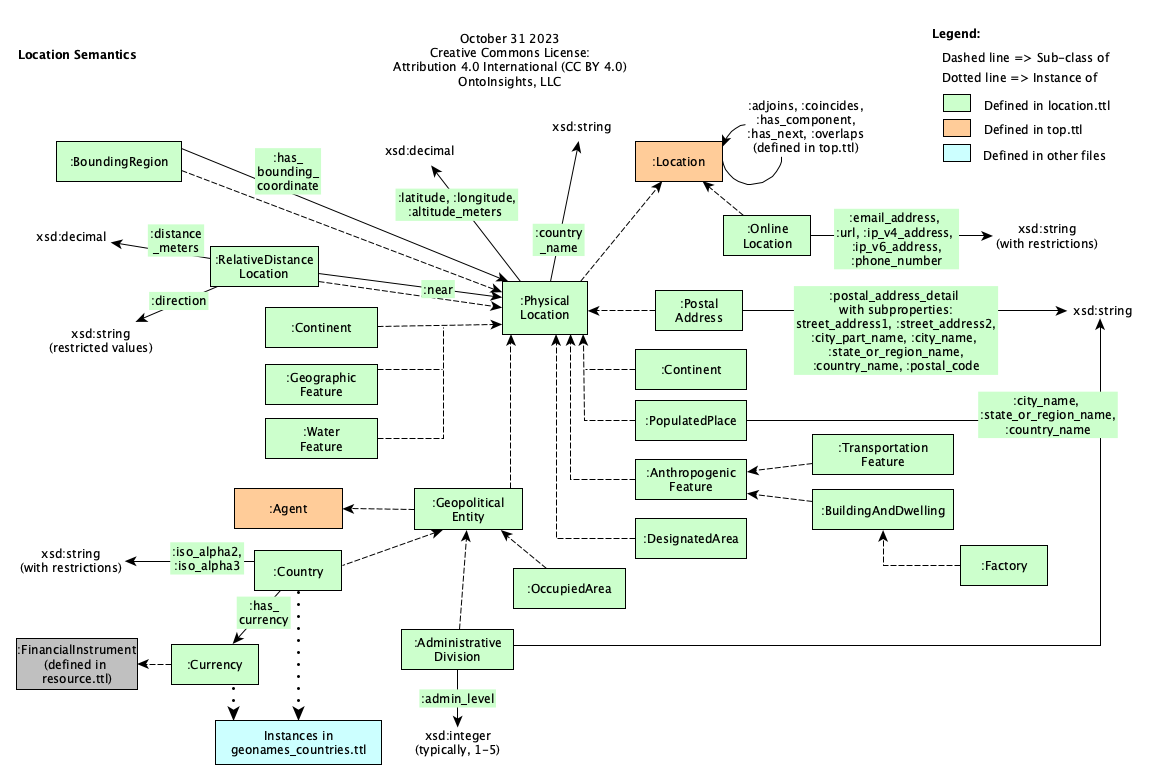 Location Semantics
October 31 2023
Creative Commons License:
Attribution 4.0 International (CC BY 4.0)
OntoInsights, LLC
Legend:
Dashed line => Sub-class of
Dotted line => Instance of
Defined in location.ttl
Defined in top.ttl
Defined in other files
:adjoins, :coincides,
:has_component,
:has_next, :overlaps
(defined in top.ttl)
xsd:string
xsd:decimal
:BoundingRegion
:has_
bounding_
coordinate
:Location
:latitude, :longitude,
:altitude_meters
:country
_name
:Online
Location
:email_address,
:url, :ip_v4_address,
:ip_v6_address,
:phone_number
xsd:string
(with restrictions)
xsd:decimal
:distance
_meters
:RelativeDistance
Location
:direction
:near
xsd:string
(restricted values)
:Physical
Location
:Postal
Address
:postal_address_detail
with subproperties:
street_address1, :street_address2,
:city_part_name, :city_name,
:state_or_region_name,
:country_name, :postal_code
xsd:string
:Continent
:Geographic
Feature
:Water
Feature
:Continent
:PopulatedPlace
:city_name,
:state_or_region_name,
:country_name
:Anthropogenic
Feature
:Transportation
Feature
:BuildingAndDwelling
:DesignatedArea
:Factory
:Agent
:Geopolitical
Entity
xsd:string
(with restrictions)
:iso_alpha2,
:iso_alpha3
:Country
:OccupiedArea
:has_
currency
:FinancialInstrument
(defined in
resource.ttl)
:Currency
:Administrative
Division
:admin_level
xsd:integer
(typically, 1-5)
Instances in
geonames_countries.ttl